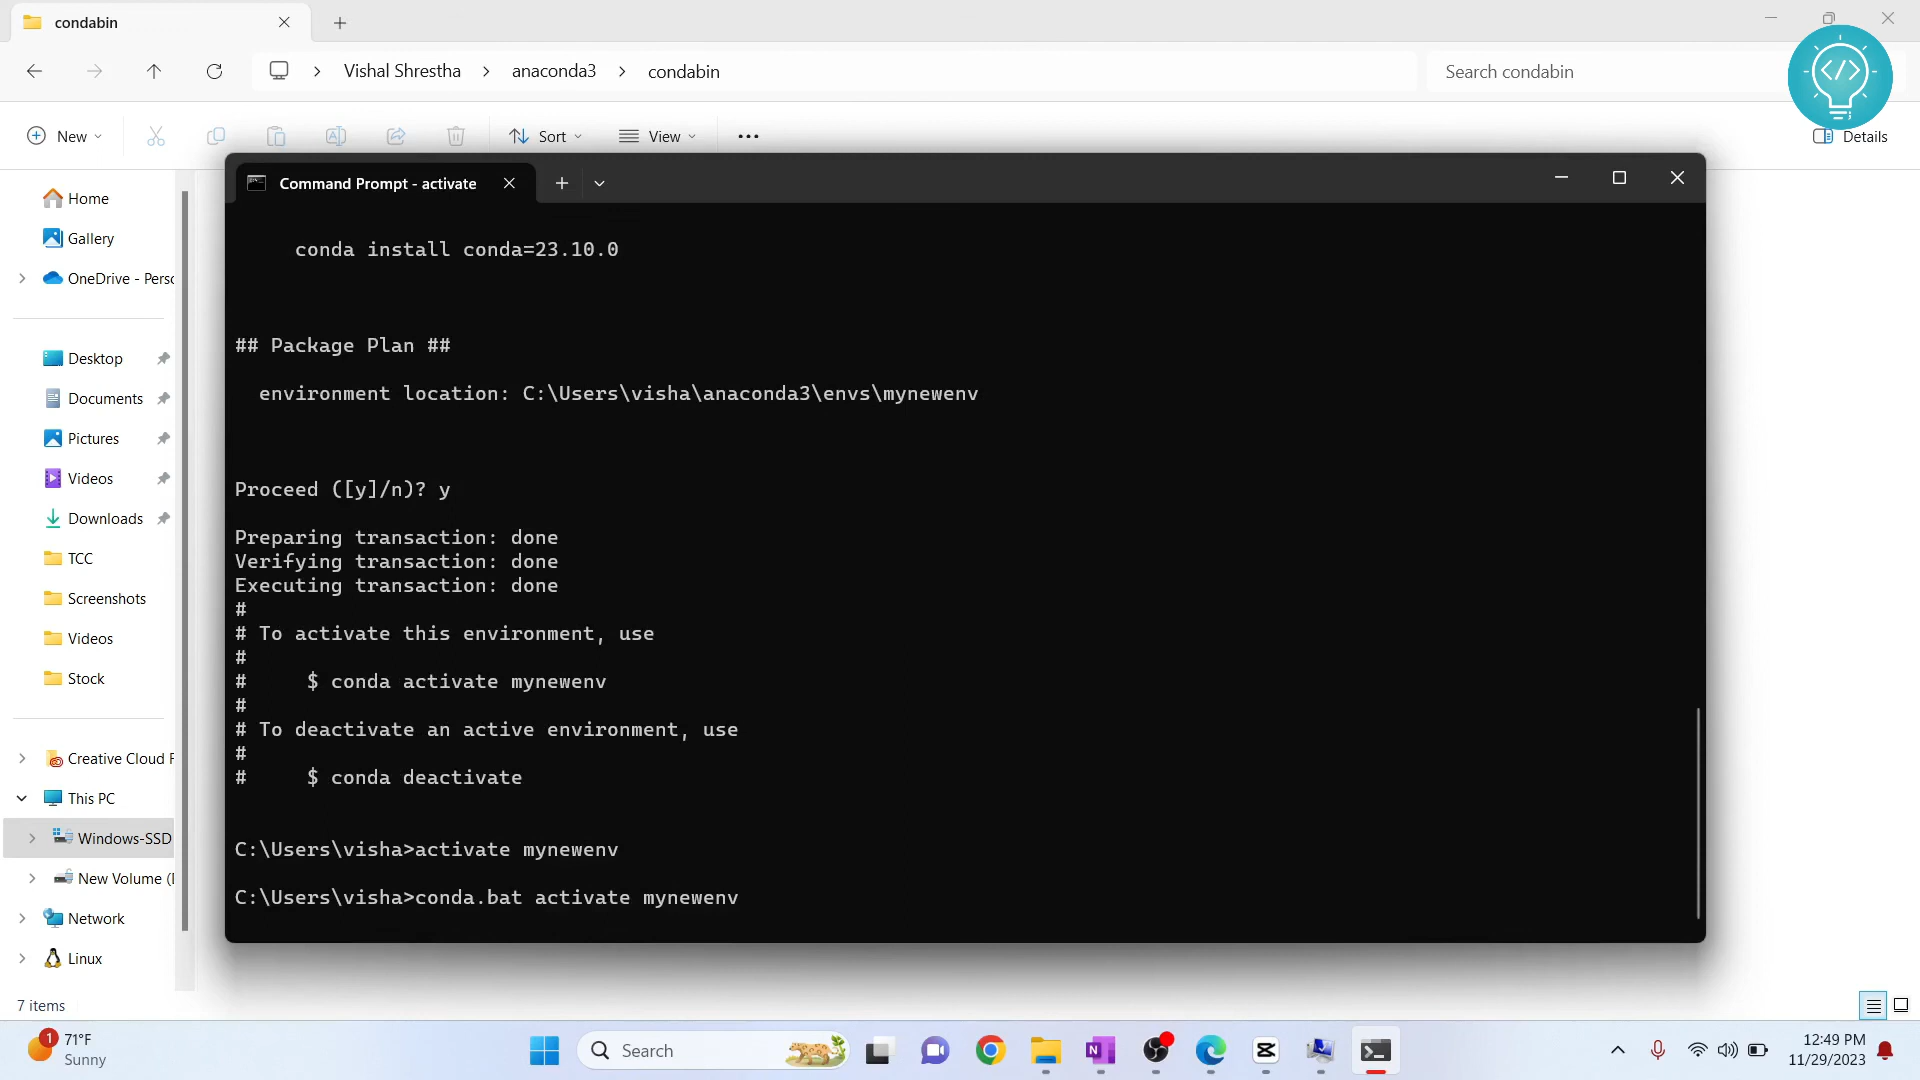 condabin
Vishal Shrestha
anaconda3
condabin
Search condabin
</>
New
Sort
View
Details
Home
Gallery
OneDrive - Perso
Desktop
Documents
Pictures
Videos
Downloads
TCC
Screenshots
Videos
Stock
Creative Cloud F
This PC
Windows-SSD
New Volume (
Network
Linux
7 items
Command Prompt - activate
conda install conda=23.10.0
## Package Plan ##
environment location: C:\Users\visha\anaconda3\envs\mynewenv
Proceed ([y]/n)? y
Preparing transaction: done
Verifying transaction: done
Executing transaction: done
#
# To activate this environment, use
#
#     $ conda activate mynewenv
#
# To deactivate an active environment, use
#
#     $ conda deactivate
C:\Users\visha>activate mynewenv
C:\Users\visha>conda.bat activate mynewenv
1
71°F
Sunny
Search
12:49 PM
11/29/2023